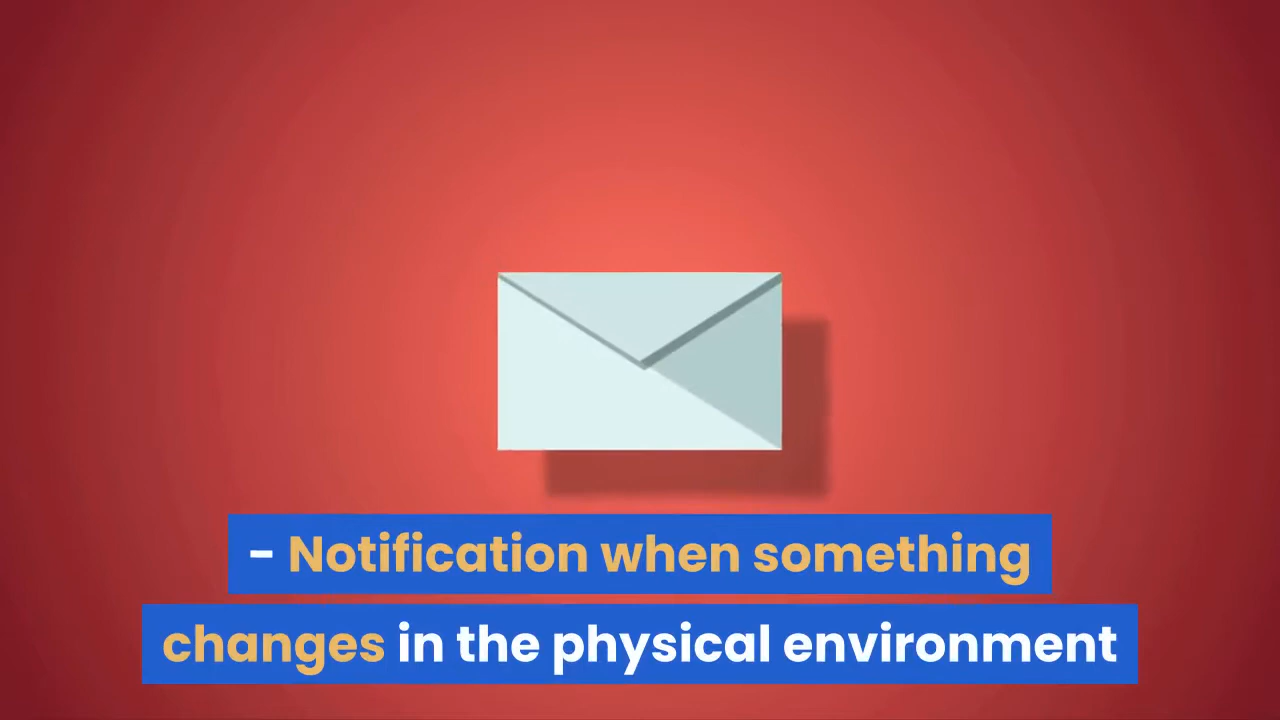 - Notification when something
changes in the physical environment